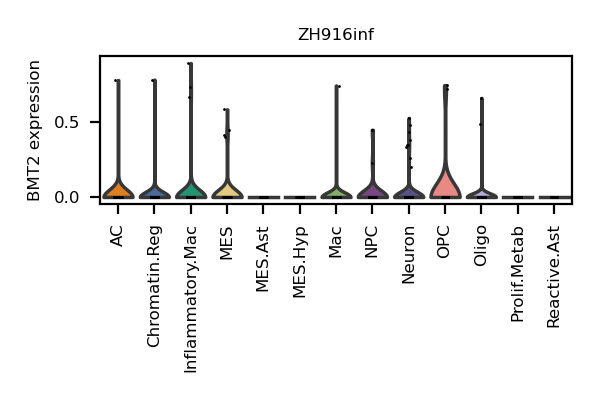 ZH916inf
BMT2 expression
0.5
0.0
AC
Chromatin.Reg
Inflammatory.Mac
MES
MES.Ast
MES.Hyp
Mac
NPC
Neuron
OPC
Oligo
Prolif.Metab
Reactive.Ast